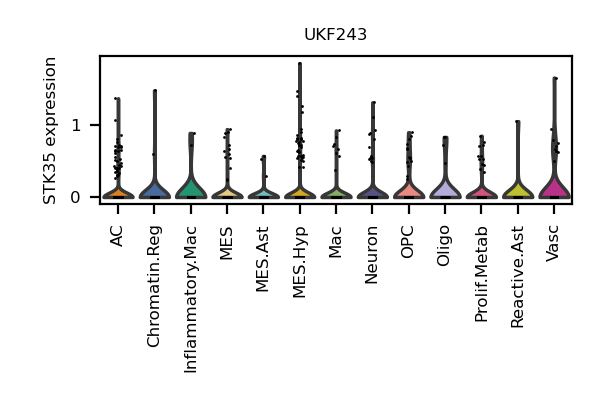 UKF243
STK35 expression
1
0
AC
Chromatin.Reg
Inflammatory.Mac
MES
MES.Ast
MES.Hyp
Mac
Neuron
OPC
Oligo
Prolif.Metab
Reactive.Ast
Vasc